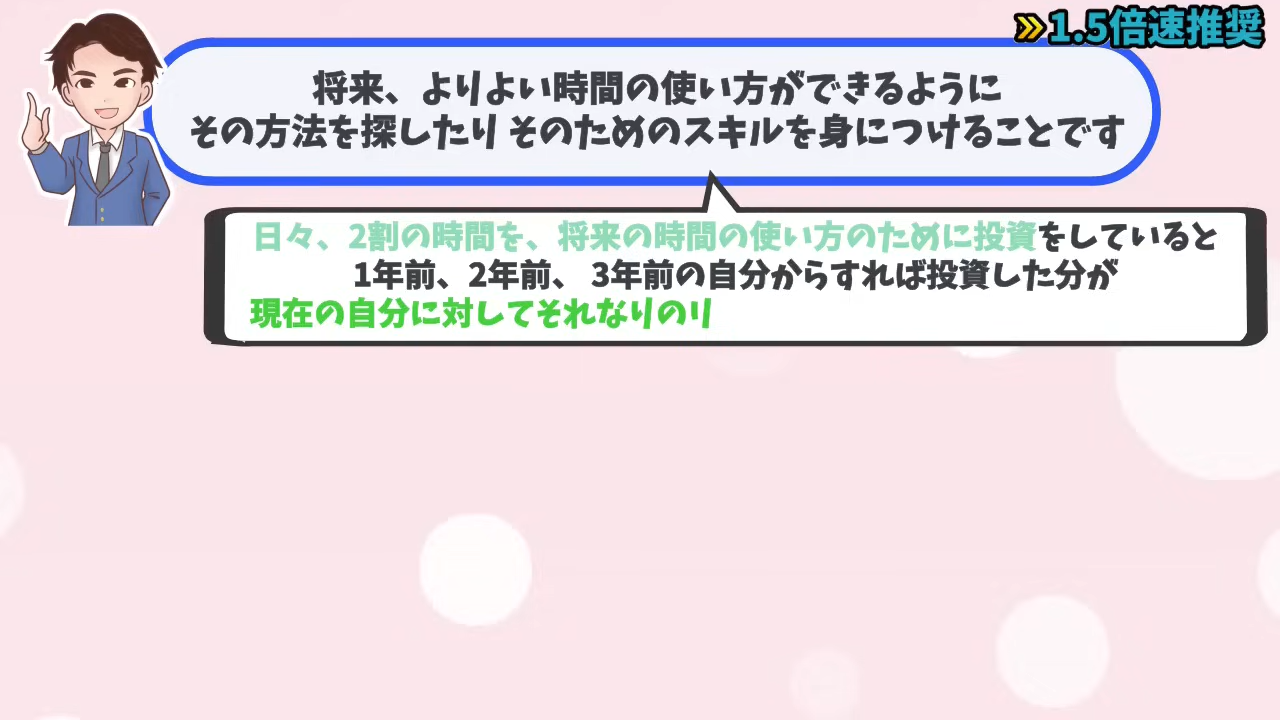 1.5倍速推奨
将来、よりよい時間の使い方ができるように
その方法を探したり そのためのスキルを身につけることです
日々、2割の時間を、将来の時間の使い方のために投資をしていると
1年前、2年前、 3年前の自分からすれば投資した分が
現在の自分に対してそれなりのリ